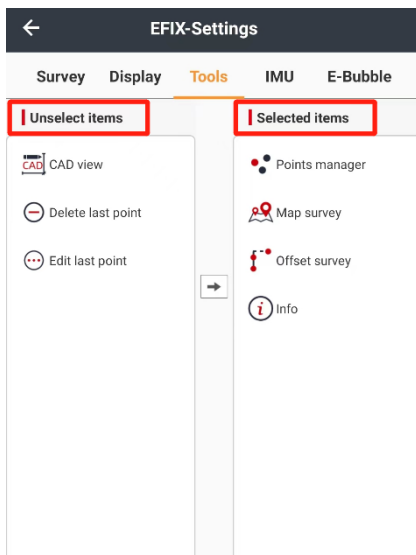 EFIX-Settings
Survey Display Tools IMU E-Bubble
Unselect items
CAD CAD view
Delete last point
Edit last point
Selected items
Points manager
Map survey
Offset survey
i Info